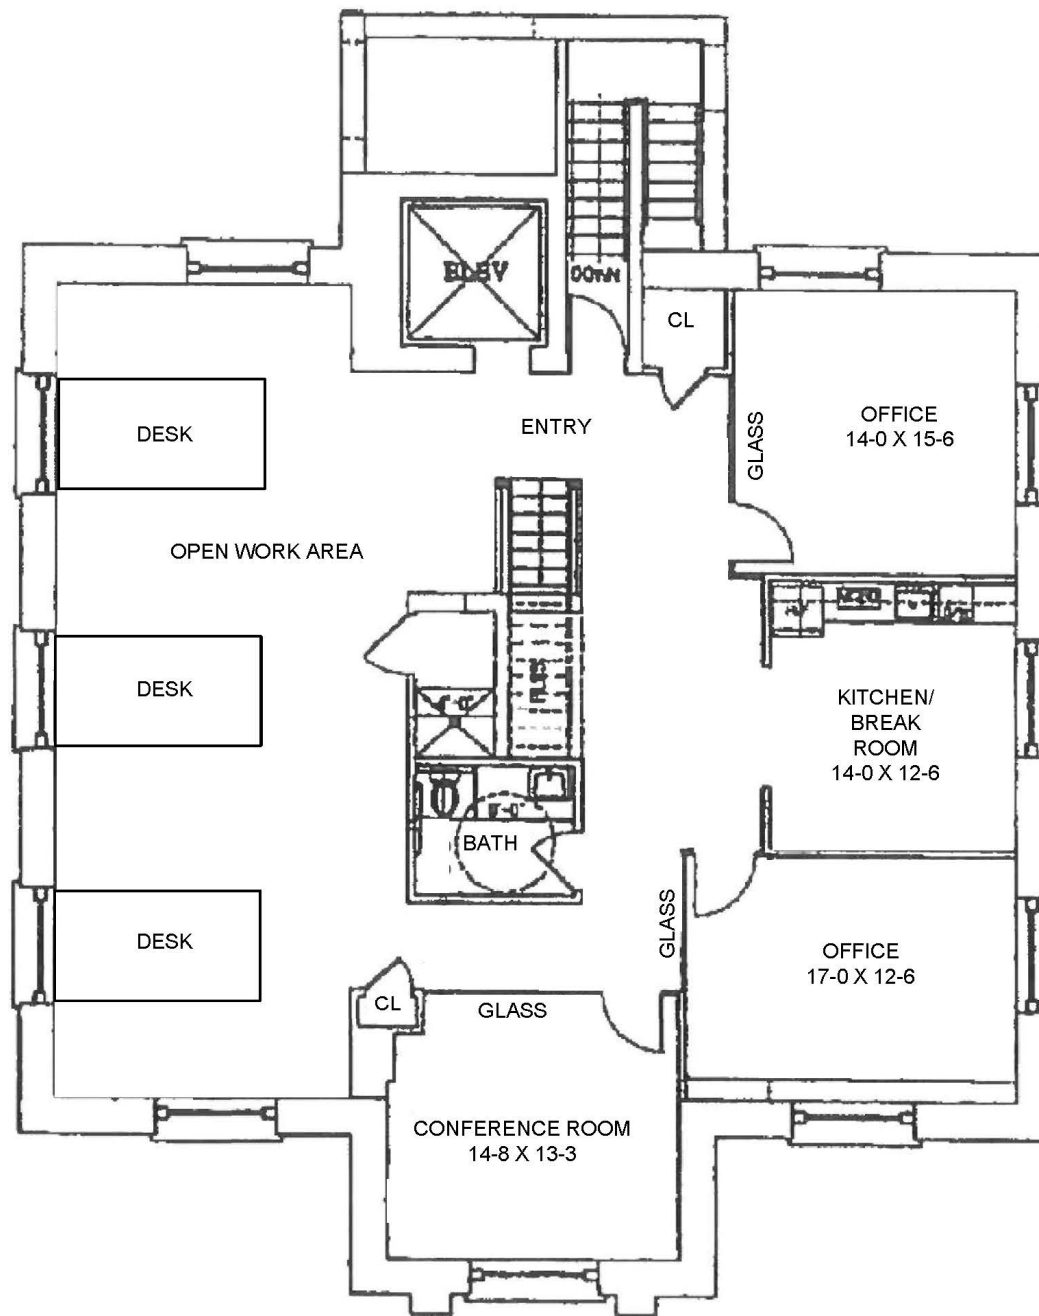 ELEV
DOWN
CL
OFFICE
14-0 X 15-6
GLASS
ENTRY
DESK
OPEN WORK AREA
DESK
KITCHEN/
BREAK
ROOM
14-0 X 12-6
BATH
GLASS
DESK
OFFICE
17-0 X 12-6
CL
GLASS
CONFERENCE ROOM
14-8 X 13-3